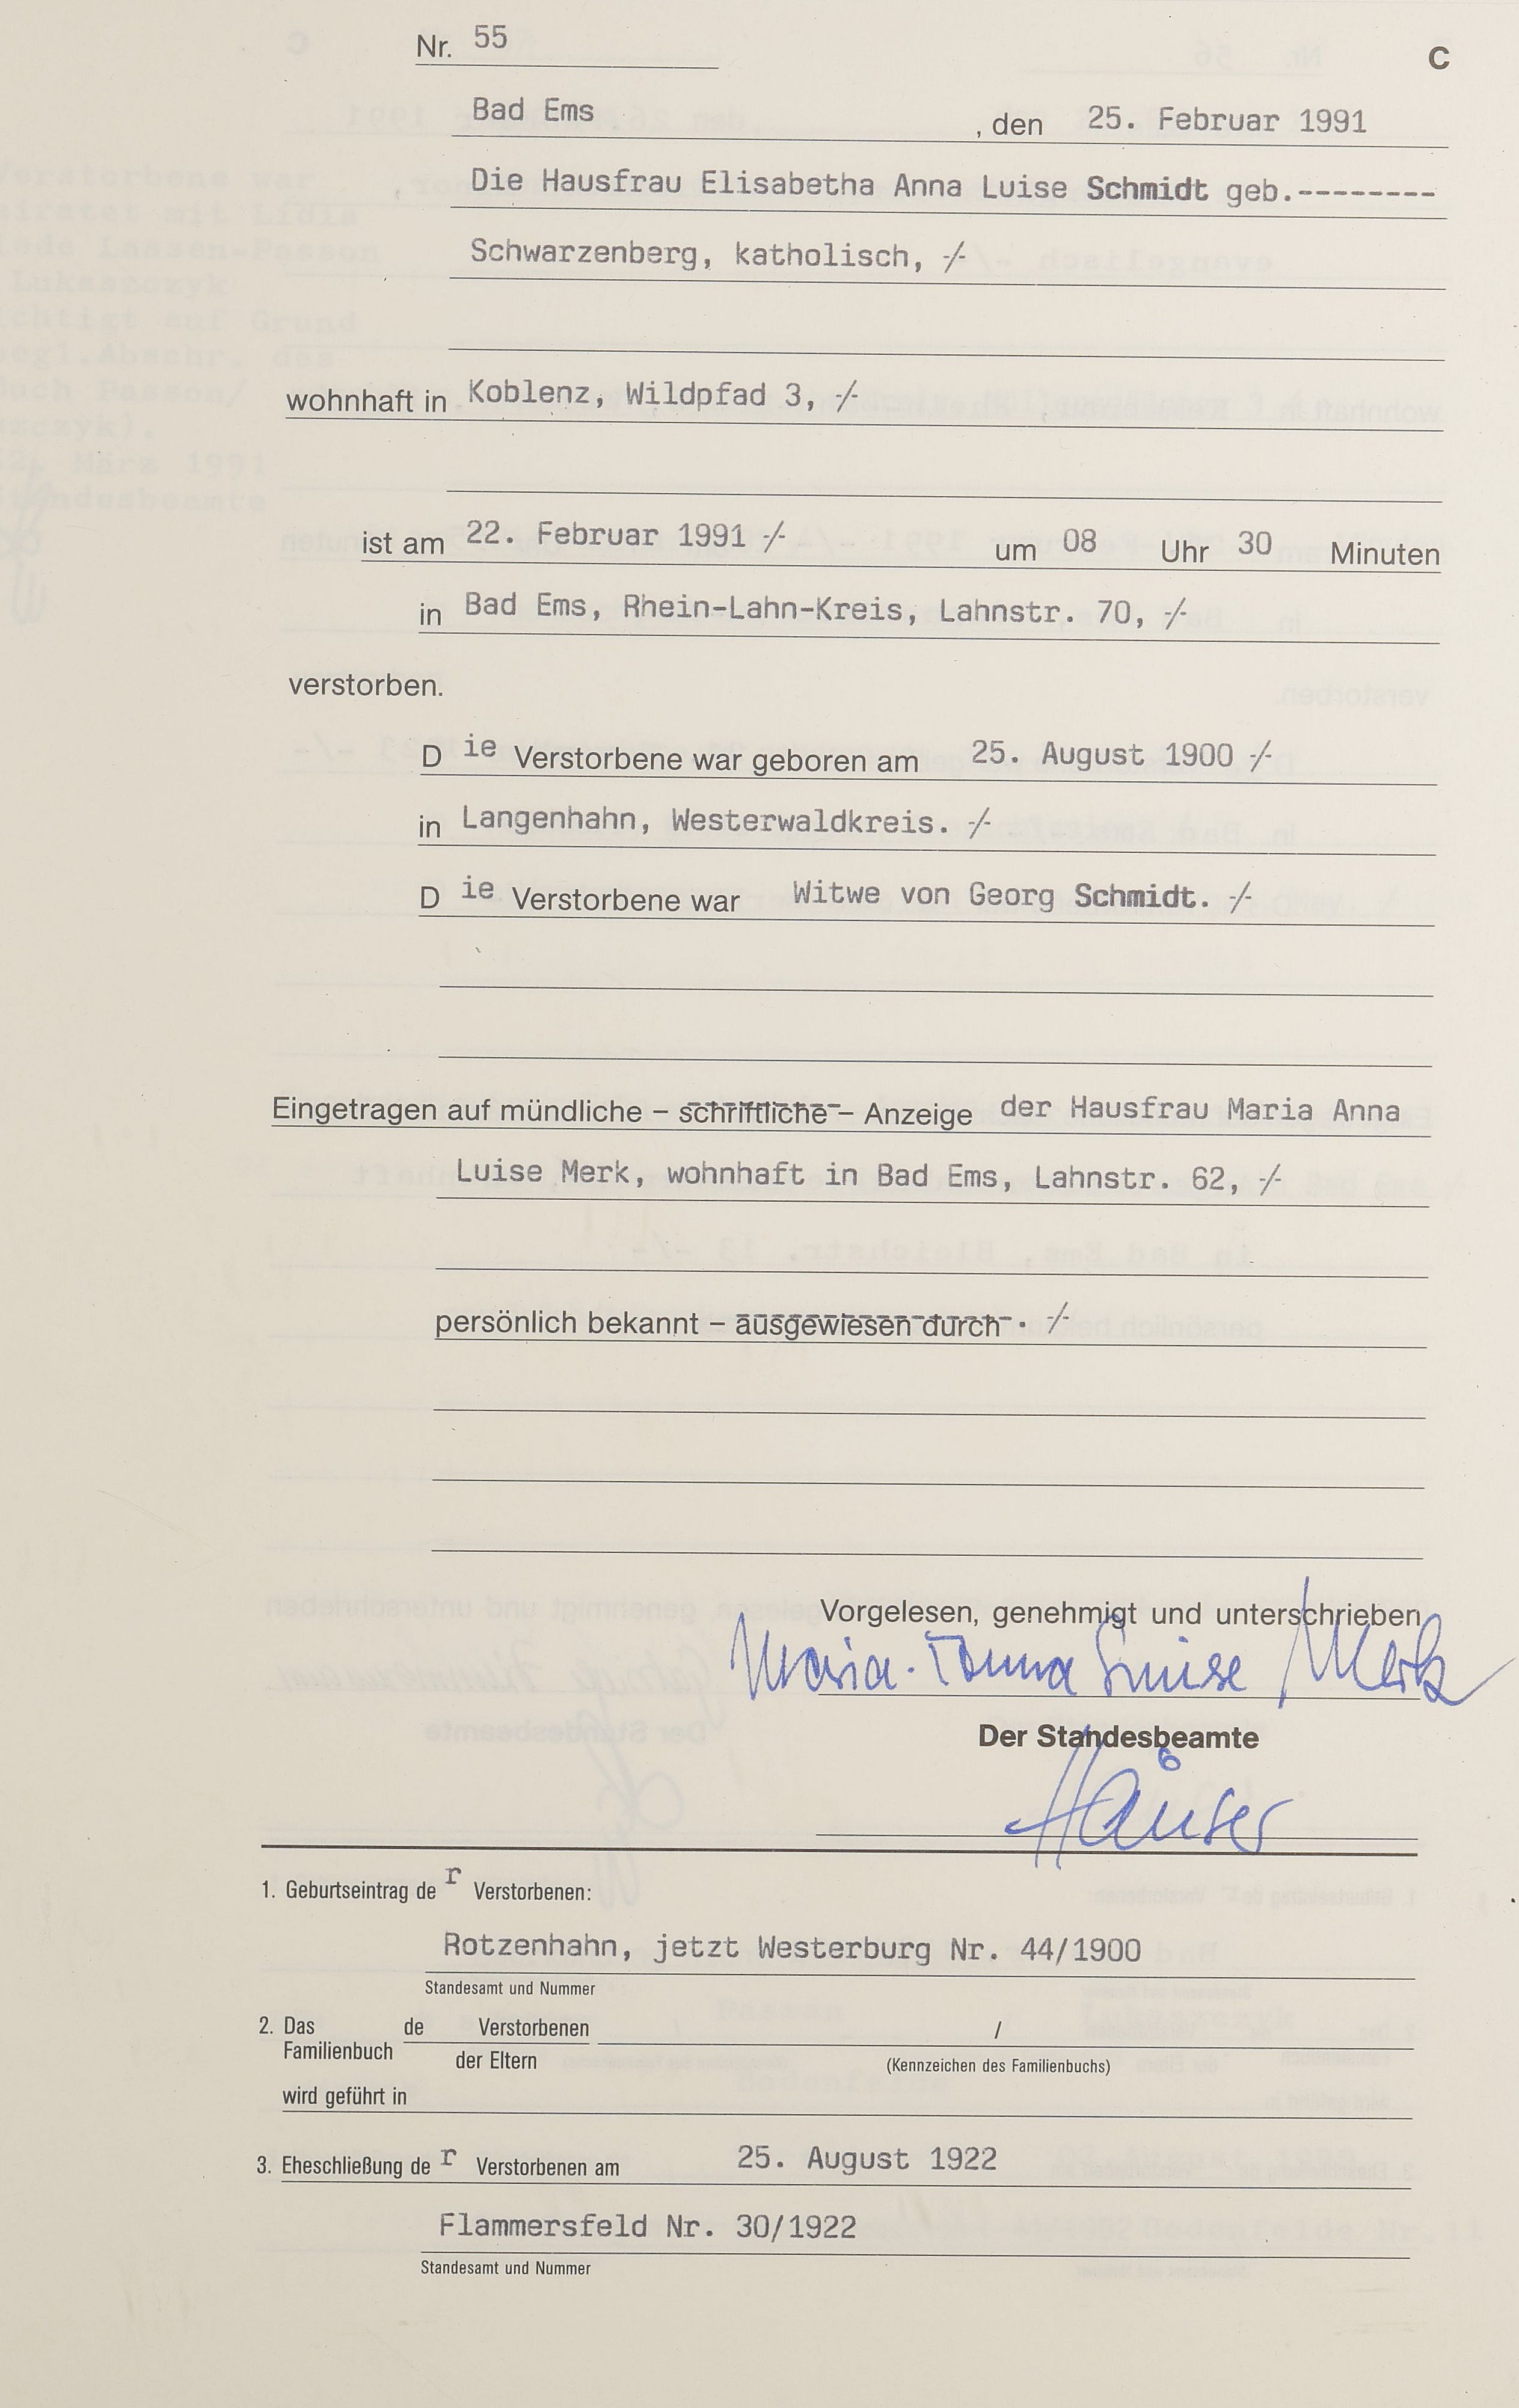 Nr. 55
C
Bad Ems , den 25. Februar 1991
Die Hausfrau Elisabetha Anna Luise Schmidt geb.--------
Schwarzenberg, katholisch, -/-
wohnhaft in Koblenz, Wildpfad 3, -/-
ist am 22. Februar 1991 -/- um 08 Uhr 30 Minuten
in Bad Ems, Rhein-Lahn-Kreis, Lahnstr. 70, -/-
verstorben.
D ie Verstorbene war geboren am 25. August 1900 -/-
in Langenhahn, Westerwaldkreis. -/-
D ie Verstorbene war Witwe von Georg Schmidt. -/-
Eingetragen auf mündliche – schriftliche – Anzeige der Hausfrau Maria Anna
Luise Merk, wohnhaft in Bad Ems, Lahnstr. 62, -/-
persönlich bekannt – ausgewiesen durch . -/-
Vorgelesen, genehmigt und unterschrieben
Maria-Anna Luise Merk
Der Standesbeamte
Häuser
1. Geburtseintrag de r Verstorbenen:
Rotzenhahn, jetzt Westerburg Nr. 44/1900
Standesamt und Nummer
2. Das de Verstorbenen /
Familienbuch der Eltern (Kennzeichen des Familienbuchs)
wird geführt in
3. Eheschließung de r Verstorbenen am 25. August 1922
Flammersfeld Nr. 30/1922
Standesamt und Nummer